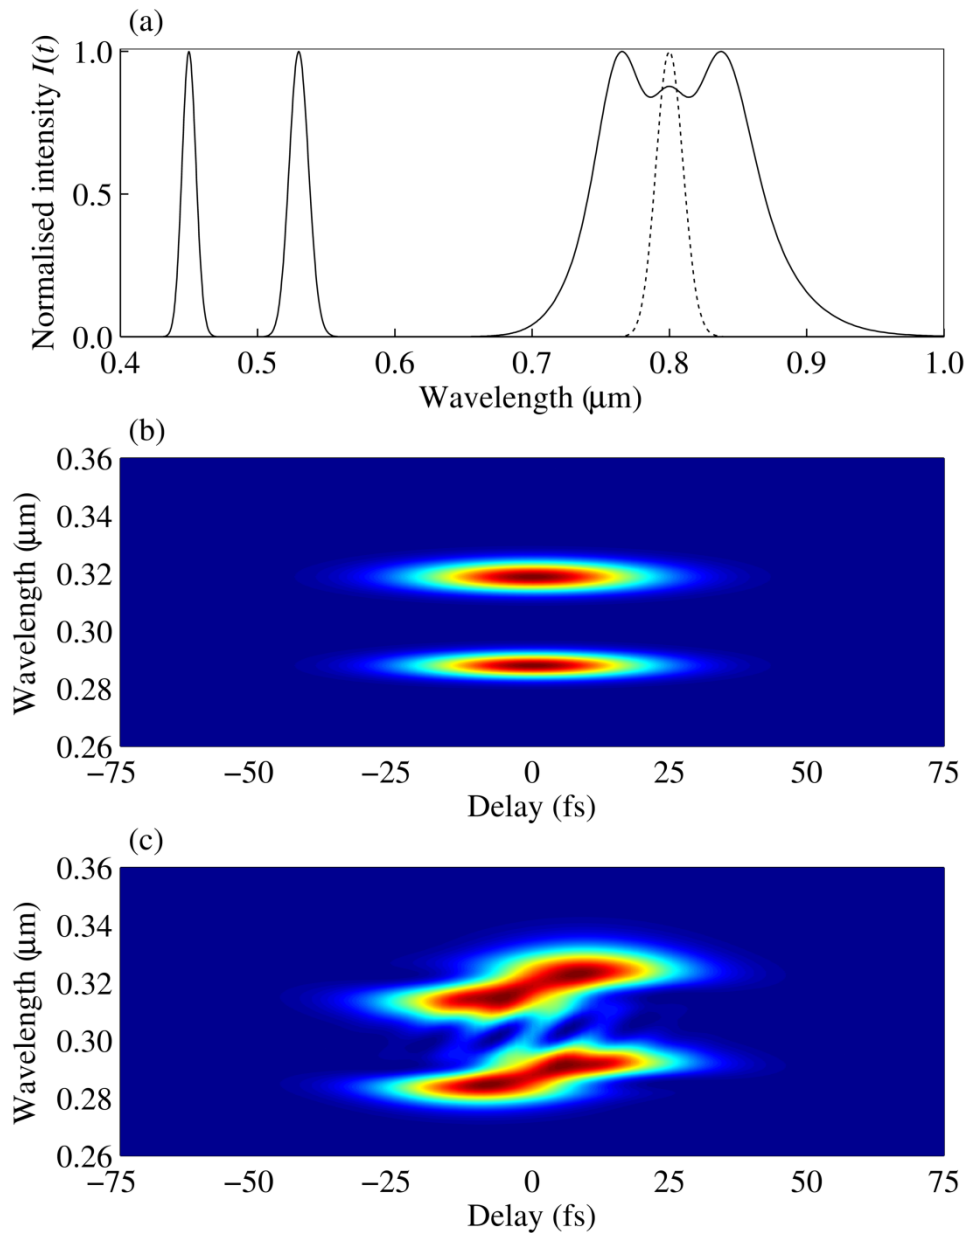 (a)
Normalised intensity I(t)
1.0
0.5
0.0
0.4 0.5 0.6 0.7 0.8 0.9 1.0
Wavelength (μm)
(b)
Wavelength (μm)
0.36
0.34
0.32
0.30
0.28
0.26
−75 −50 −25 0 25 50 75
Delay (fs)
(c)
Wavelength (μm)
0.36
0.34
0.32
0.30
0.28
0.26
−75 −50 −25 0 25 50 75
Delay (fs)